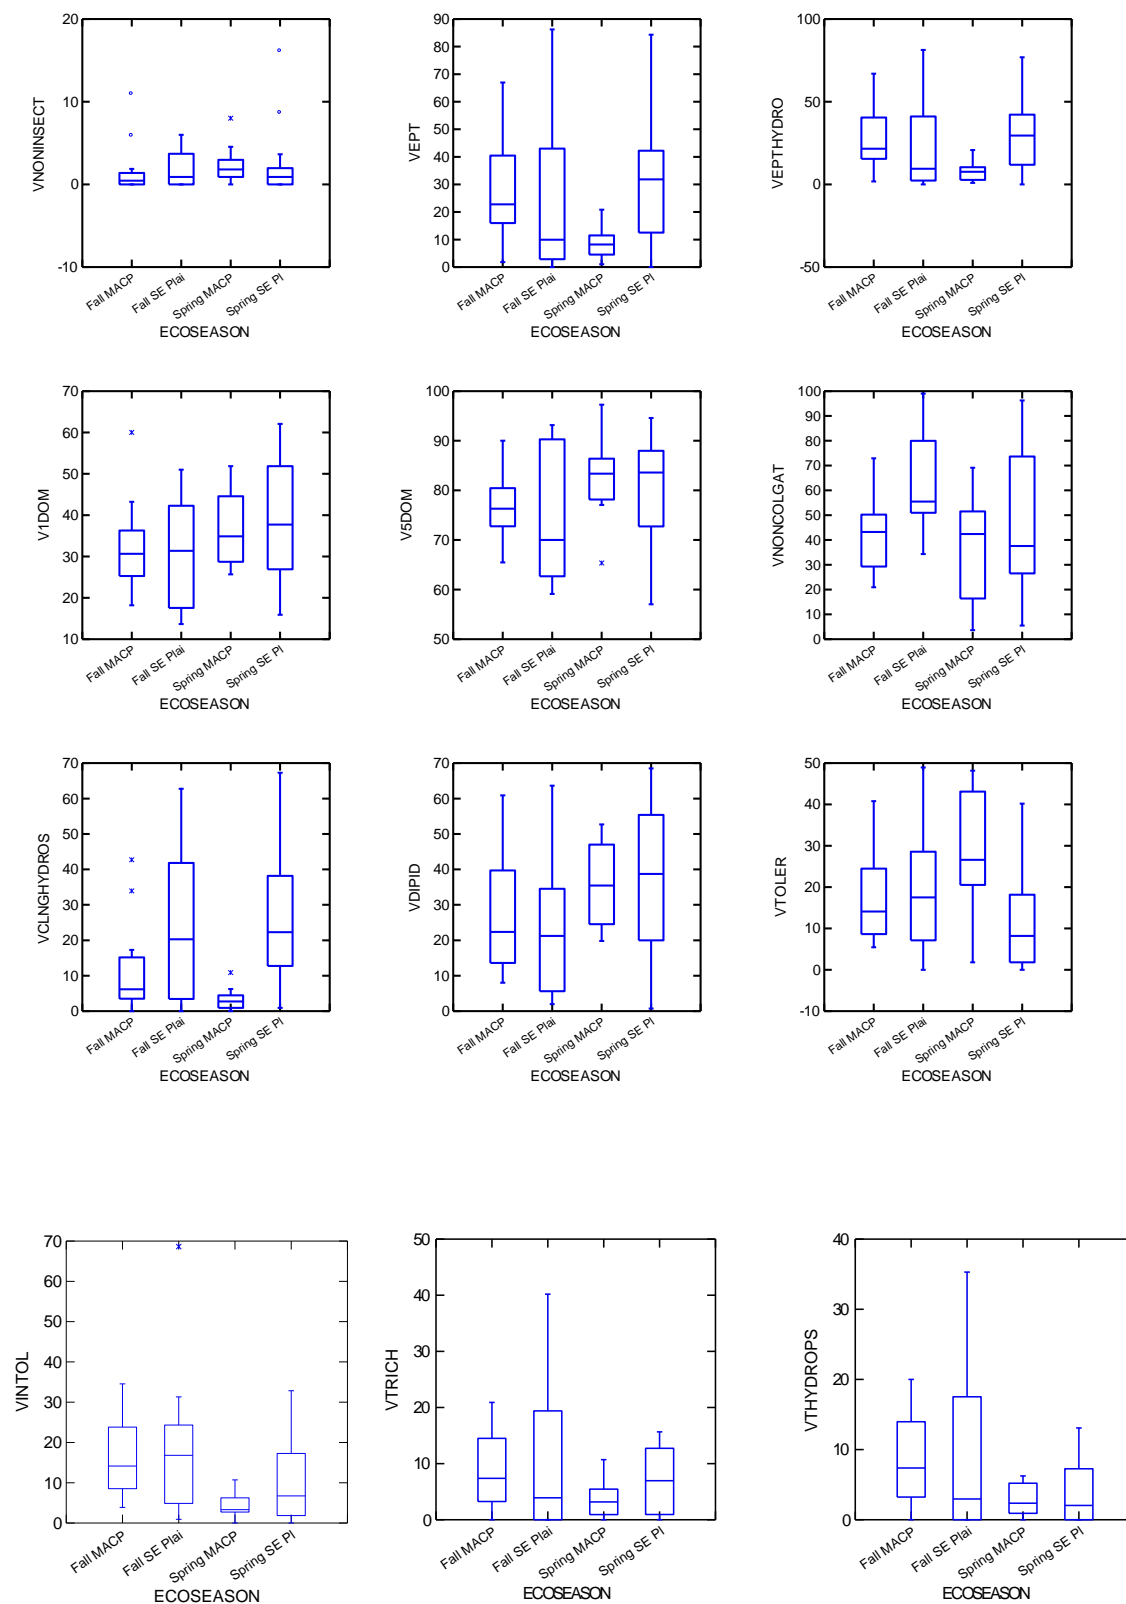 VNONINSECT
20
10
0
-10
Fall MACP
Fall SE Plai
Spring MACP
Spring SE Pl
ECOSEASON
VEPT
90
80
70
60
50
40
30
20
10
0
Fall MACP
Fall SE Plai
Spring MACP
Spring SE Pl
ECOSEASON
VEPTHYDRO
100
50
0
-50
Fall MACP
Fall SE Plai
Spring MACP
Spring SE Pl
ECOSEASON
V1DOM
70
60
50
40
30
20
10
Fall MACP
Fall SE Plai
Spring MACP
Spring SE Pl
ECOSEASON
V5DOM
100
90
80
70
60
50
Fall MACP
Fall SE Plai
Spring MACP
Spring SE Pl
ECOSEASON
VNONCOLGAT
100
90
80
70
60
50
40
30
20
10
0
Fall MACP
Fall SE Plai
Spring MACP
Spring SE Pl
ECOSEASON
VCLNGHYDROS
70
60
50
40
30
20
10
0
Fall MACP
Fall SE Plai
Spring MACP
Spring SE Pl
ECOSEASON
VDIPID
70
60
50
40
30
20
10
0
Fall MACP
Fall SE Plai
Spring MACP
Spring SE Pl
ECOSEASON
VTOLER
50
40
30
20
10
0
-10
Fall MACP
Fall SE Plai
Spring MACP
Spring SE Pl
ECOSEASON
VINTOL
70
60
50
40
30
20
10
0
Fall MACP
Fall SE Plai
Spring MACP
Spring SE Pl
ECOSEASON
VTRICH
50
40
30
20
10
0
Fall MACP
Fall SE Plai
Spring MACP
Spring SE Pl
ECOSEASON
VTHYDROPS
40
30
20
10
0
Fall MACP
Fall SE Plai
Spring MACP
Spring SE Pl
ECOSEASON